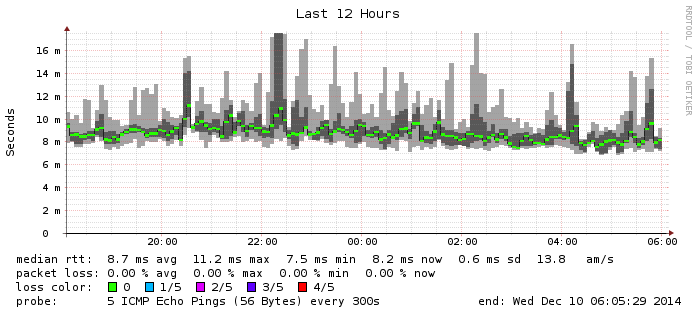 Last 12 Hours
RRDTOOL / TOBI OETIKER
Seconds
16 m
14 m
12 m
10 m
8 m
6 m
4 m
2 m
0
20:00 22:00 00:00 02:00 04:00 06:00
median rtt: 8.7 ms avg 11.2 ms max 7.5 ms min 8.2 ms now 0.6 ms sd 13.8 am/s
packet loss: 0.00 % avg 0.00 % max 0.00 % min 0.00 % now
loss color: 0 1/5 2/5 3/5 4/5
probe: 5 ICMP Echo Pings (56 Bytes) every 300s end: Wed Dec 10 06:05:29 2014